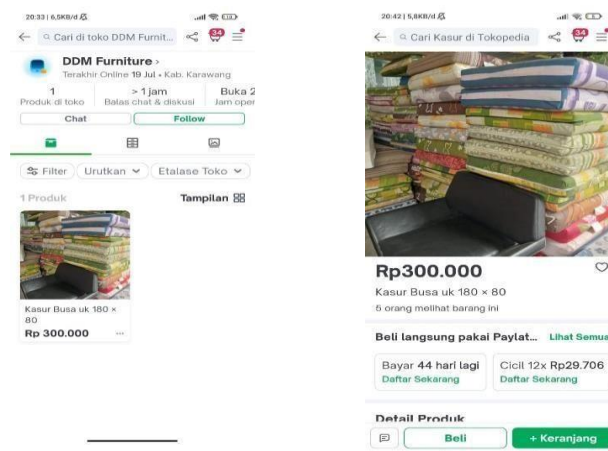 20:33 | 6,5KB/d
Cari di toko DDM Furnit...
34
DDM Furniture >
Terakhir Online 19 Jul • Kab. Karawang
1
Produk di toko
> 1 jam
Balas chat & diskusi
Buka 2
Jam oper
Chat
Follow
Filter
Urutkan
Etalase Toko
1 Produk
Tampilan
Kasur Busa uk 180 ×
80
Rp 300.000
20:42 | 5,8KB/d
Cari Kasur di Tokopedia
34
Rp300.000
Kasur Busa uk 180 × 80
5 orang melihat barang ini
Beli langsung pakai Paylat...
Lihat Semua
Bayar 44 hari lagi
Daftar Sekarang
Cicil 12x Rp29.706
Daftar Sekarang
Detail Produk
Beli
+ Keranjang